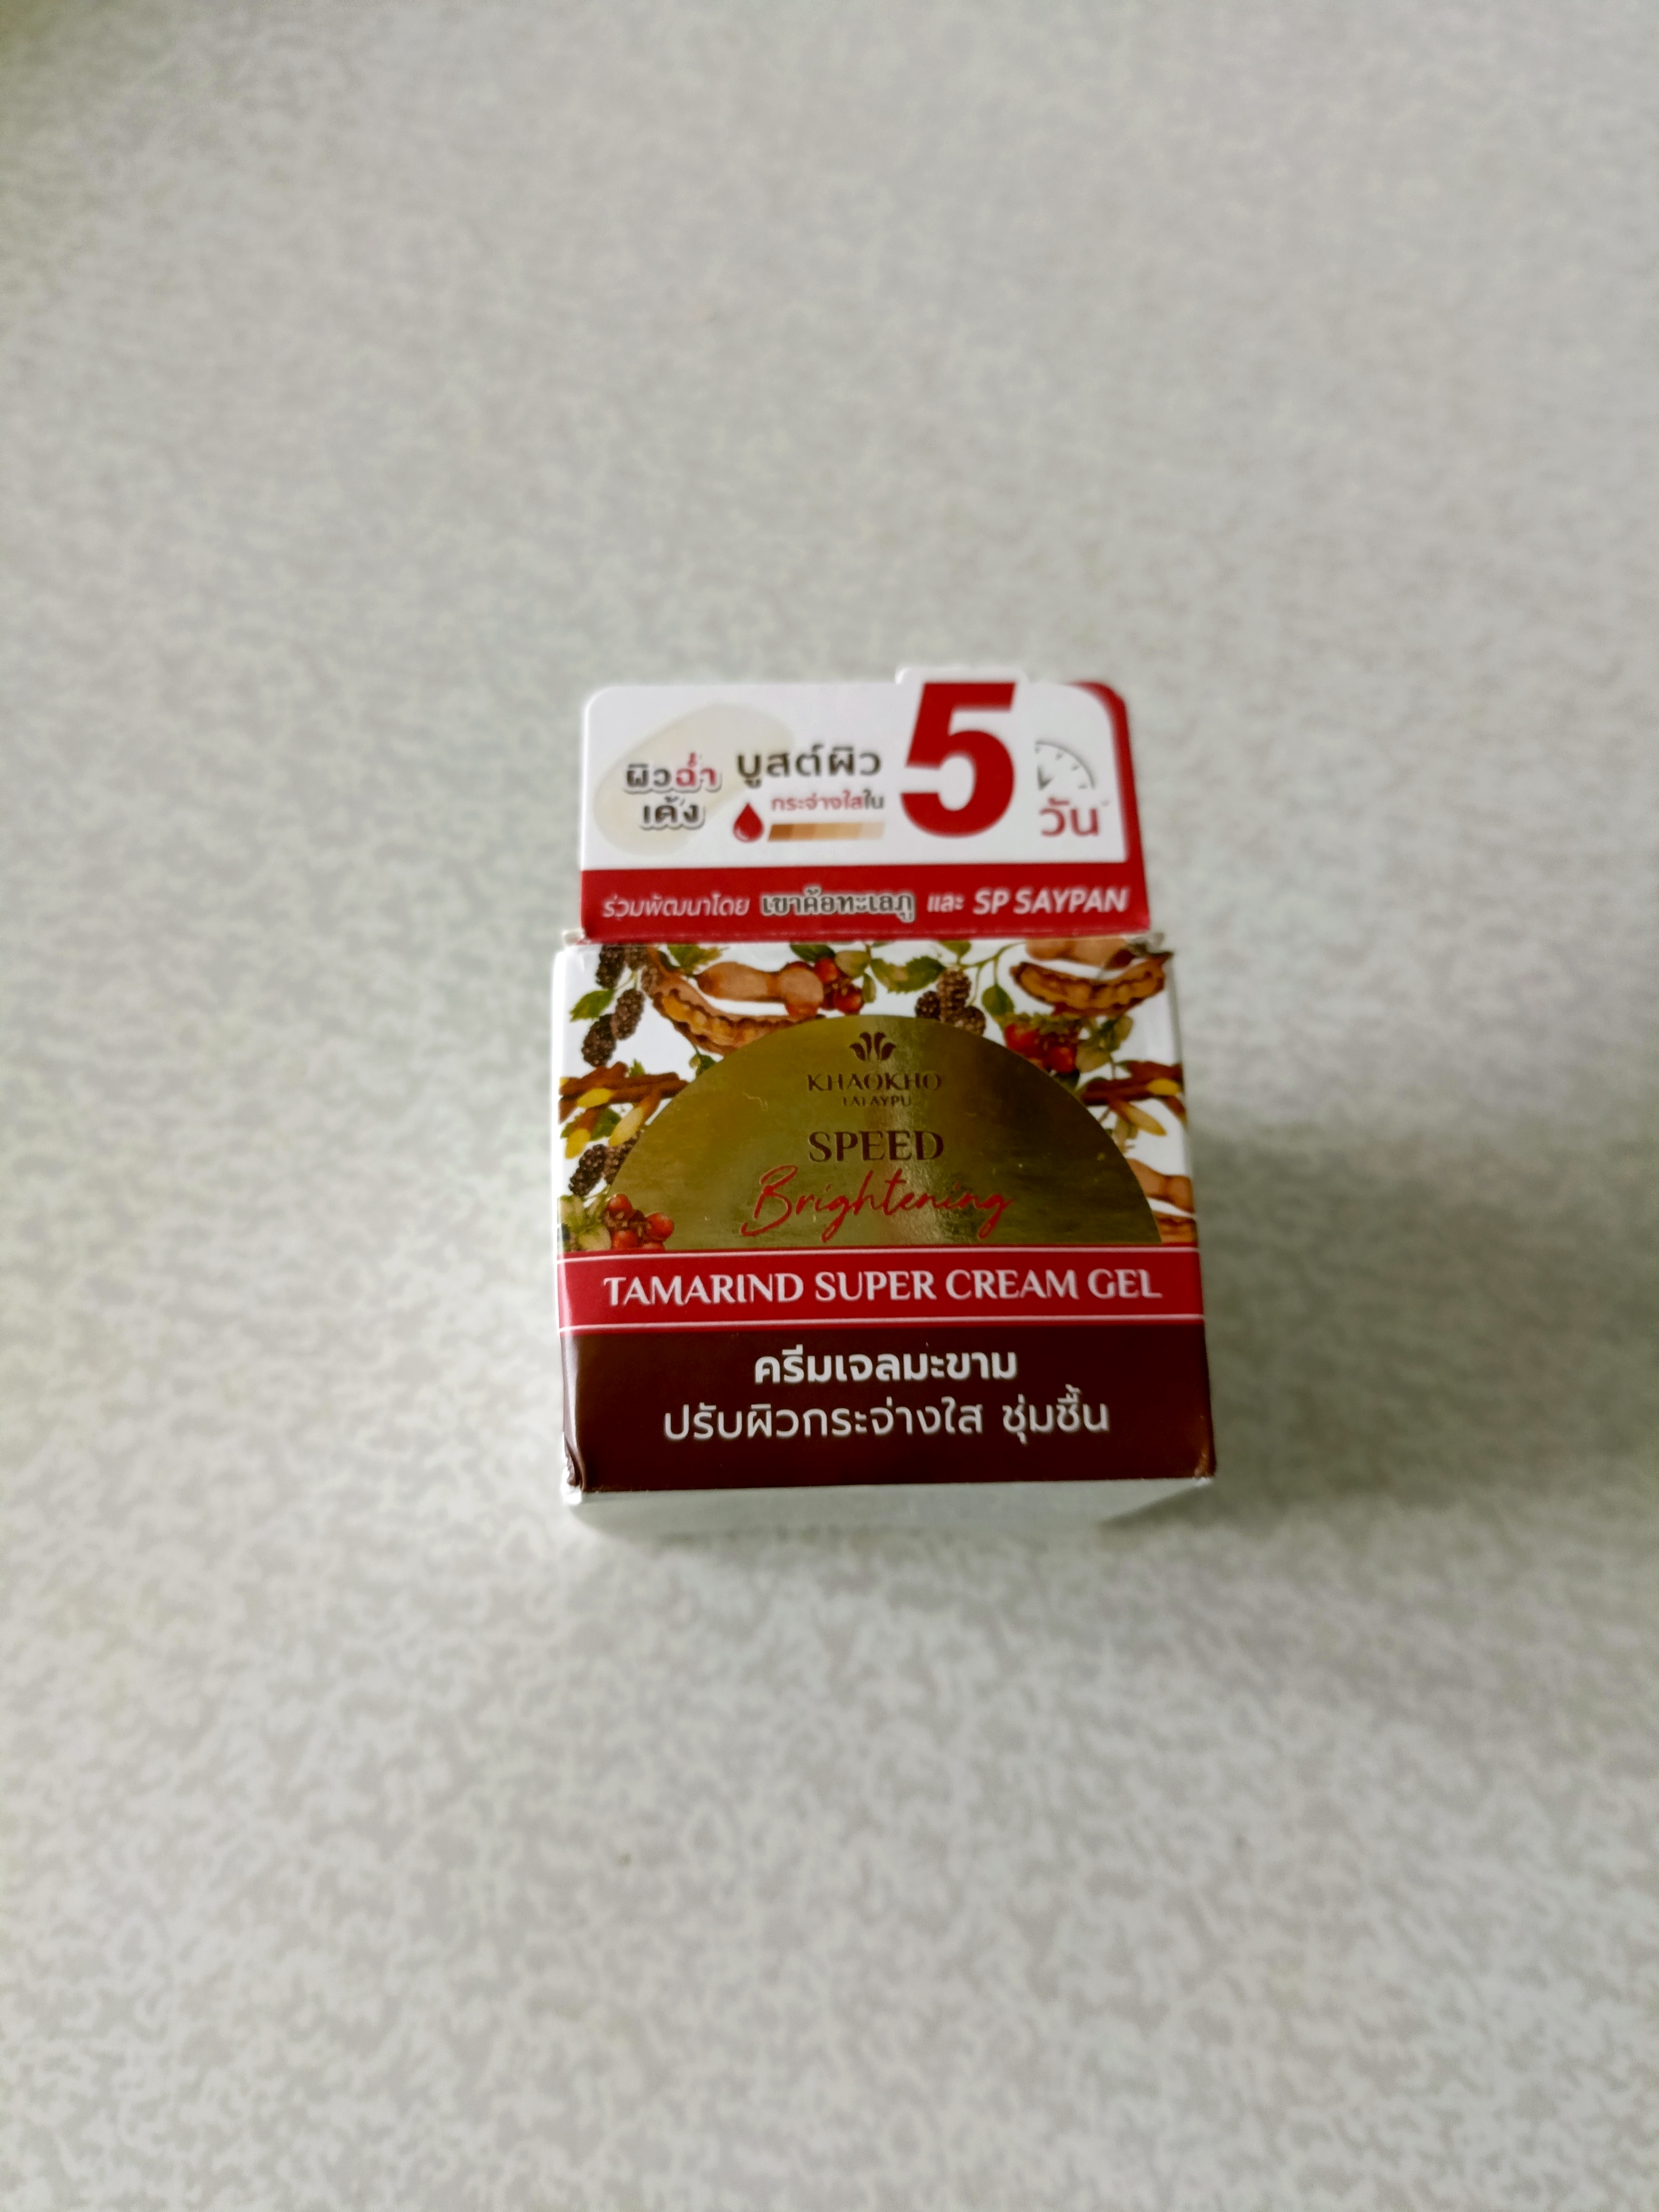 ผิวฉ่ำ
เด้ง
บูสต์ผิว
กระจ่างใสใน
5
วัน
ร่วมพัฒนาโดย เขาค้อทะเลภู และ SP SAYPAN
KHAOKHO
TALAYPU
SPEED
Brightening
TAMARIND SUPER CREAM GEL
ครีมเจลมะขาม
ปรับผิวกระจ่างใส ชุ่มชื้น